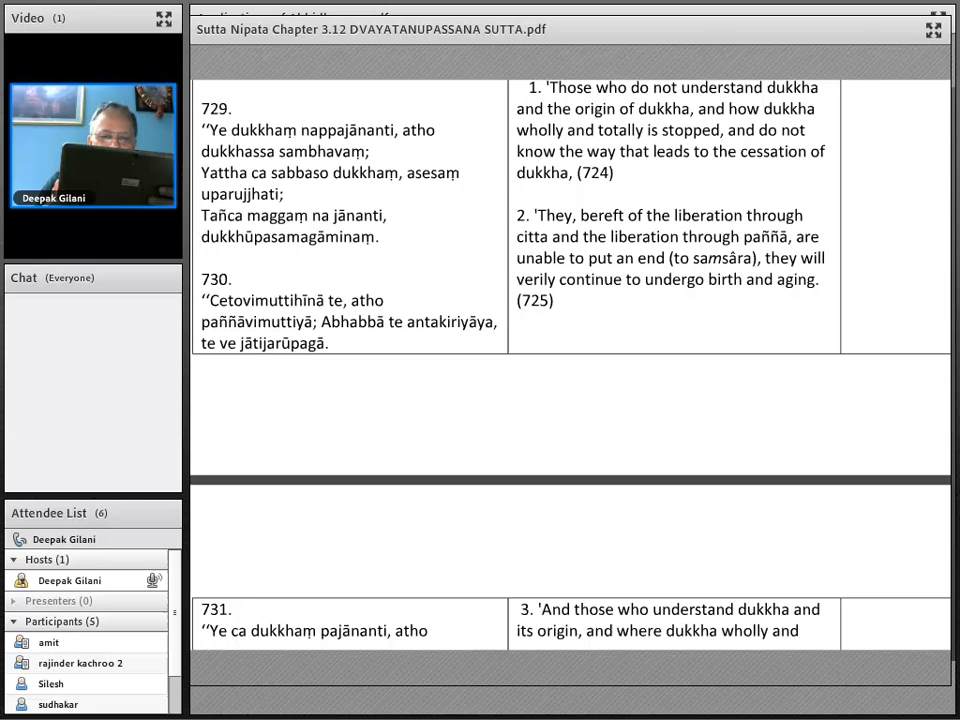 Video (1)
Deepak Gilani
Chat (Everyone)
Attendee List (6)
Deepak Gilani
Hosts (1)
Deepak Gilani
Presenters (0)
Participants (5)
amit
rajinder kachroo 2
Silesh
sudhakar
Sutta Nipata Chapter 3.12 DVAYATANUPASSANA SUTTA.pdf
729.
‘‘Ye dukkhaṃ nappajānanti, atho
dukkhassa sambhavaṃ;
Yattha ca sabbaso dukkhaṃ, asesaṃ
uparujjhati;
Tañca maggaṃ na jānanti,
dukkhūpasamagāminaṃ.
730.
‘‘Cetovimuttihīnā te, atho
paññāvimuttiyā; Abhabbā te antakiriyāya,
te ve jātijarūpagā.
1. 'Those who do not understand dukkha
and the origin of dukkha, and how dukkha
wholly and totally is stopped, and do not
know the way that leads to the cessation of
dukkha, (724)
2. 'They, bereft of the liberation through
citta and the liberation through paññā, are
unable to put an end (to samsâra), they will
verily continue to undergo birth and aging.
(725)
731.
‘‘Ye ca dukkhaṃ pajānanti, atho
3. 'And those who understand dukkha and
its origin, and where dukkha wholly and